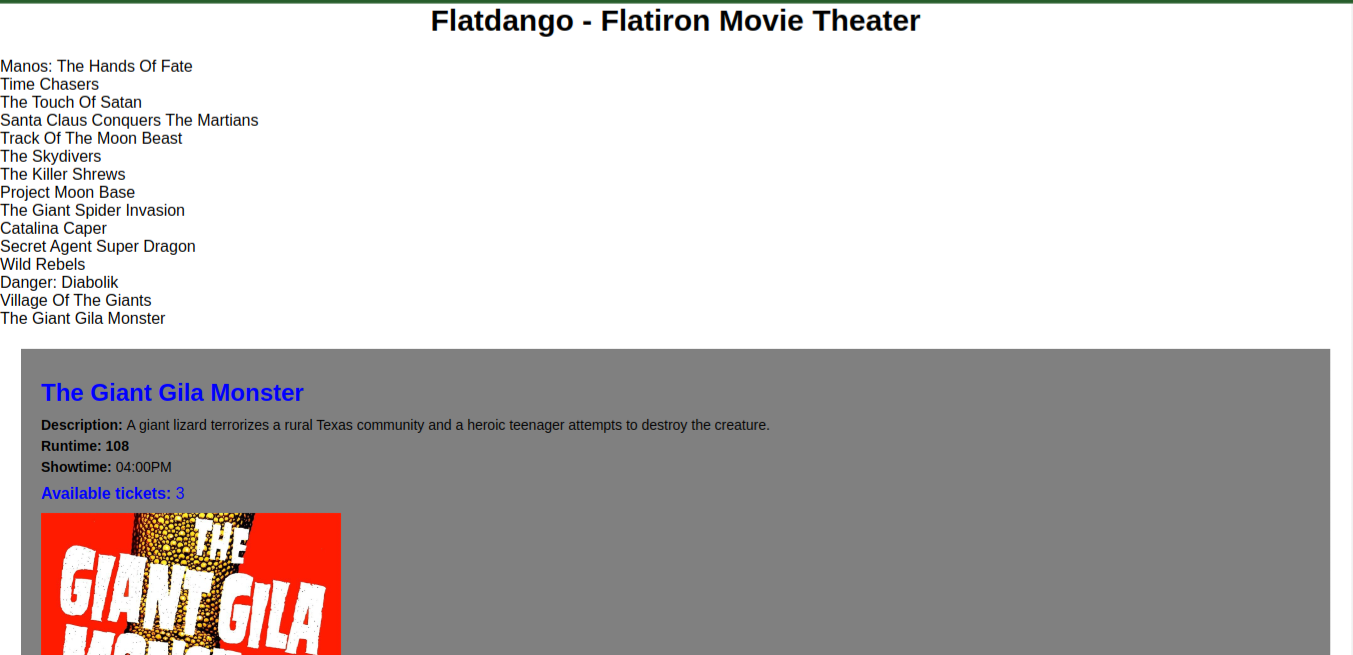 Flatdango - Flatiron Movie Theater
Manos: The Hands Of Fate
Time Chasers
The Touch Of Satan
Santa Claus Conquers The Martians
Track Of The Moon Beast
The Skydivers
The Killer Shrews
Project Moon Base
The Giant Spider Invasion
Catalina Caper
Secret Agent Super Dragon
Wild Rebels
Danger: Diabolik
Village Of The Giants
The Giant Gila Monster
The Giant Gila Monster
Description: A giant lizard terrorizes a rural Texas community and a heroic teenager attempts to destroy the creature.
Runtime: 108
Showtime: 04:00PM
Available tickets: 3
THE
GIANT GILA